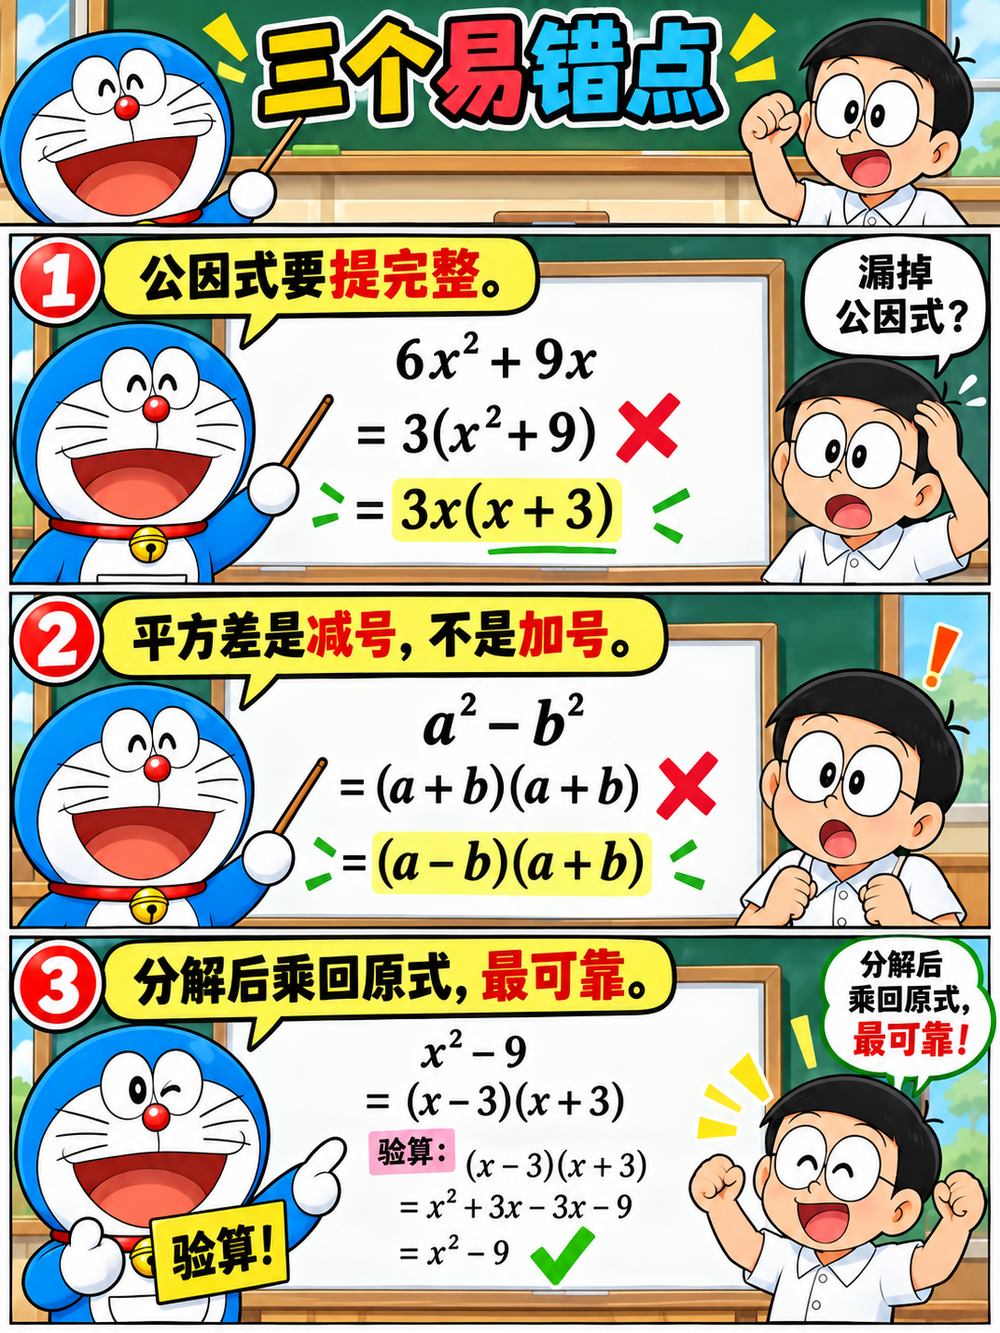 三个易错点
1
公因式要提完整。
漏掉
公因式?
6x² + 9x
= 3(x² + 9)
= 3x(x + 3)
2
平方差是减号，不是加号。
!
a² − b²
= (a + b)(a + b)
= (a − b)(a + b)
3
分解后乘回原式，最可靠。
分解后
乘回原式，
最可靠！
x² − 9
= (x − 3)(x + 3)
验算： (x − 3)(x + 3)
= x² + 3x − 3x − 9
= x² − 9
验算！